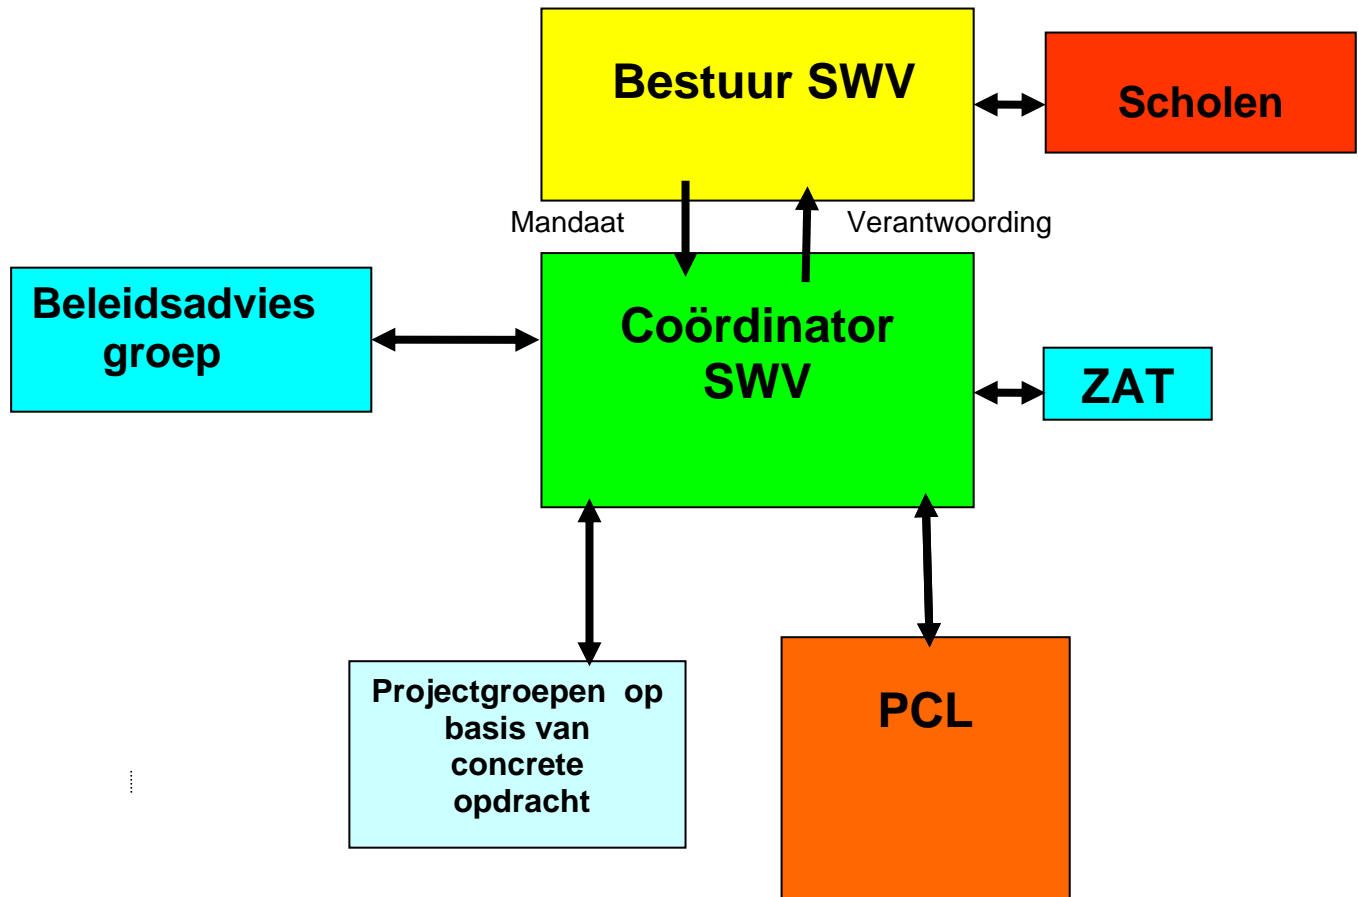 Bestuur SWV
Scholen
Mandaat
Verantwoording
Beleidsadvies
groep
Coördinator
SWV
ZAT
Projectgroepen op
basis van
concrete
opdracht
PCL